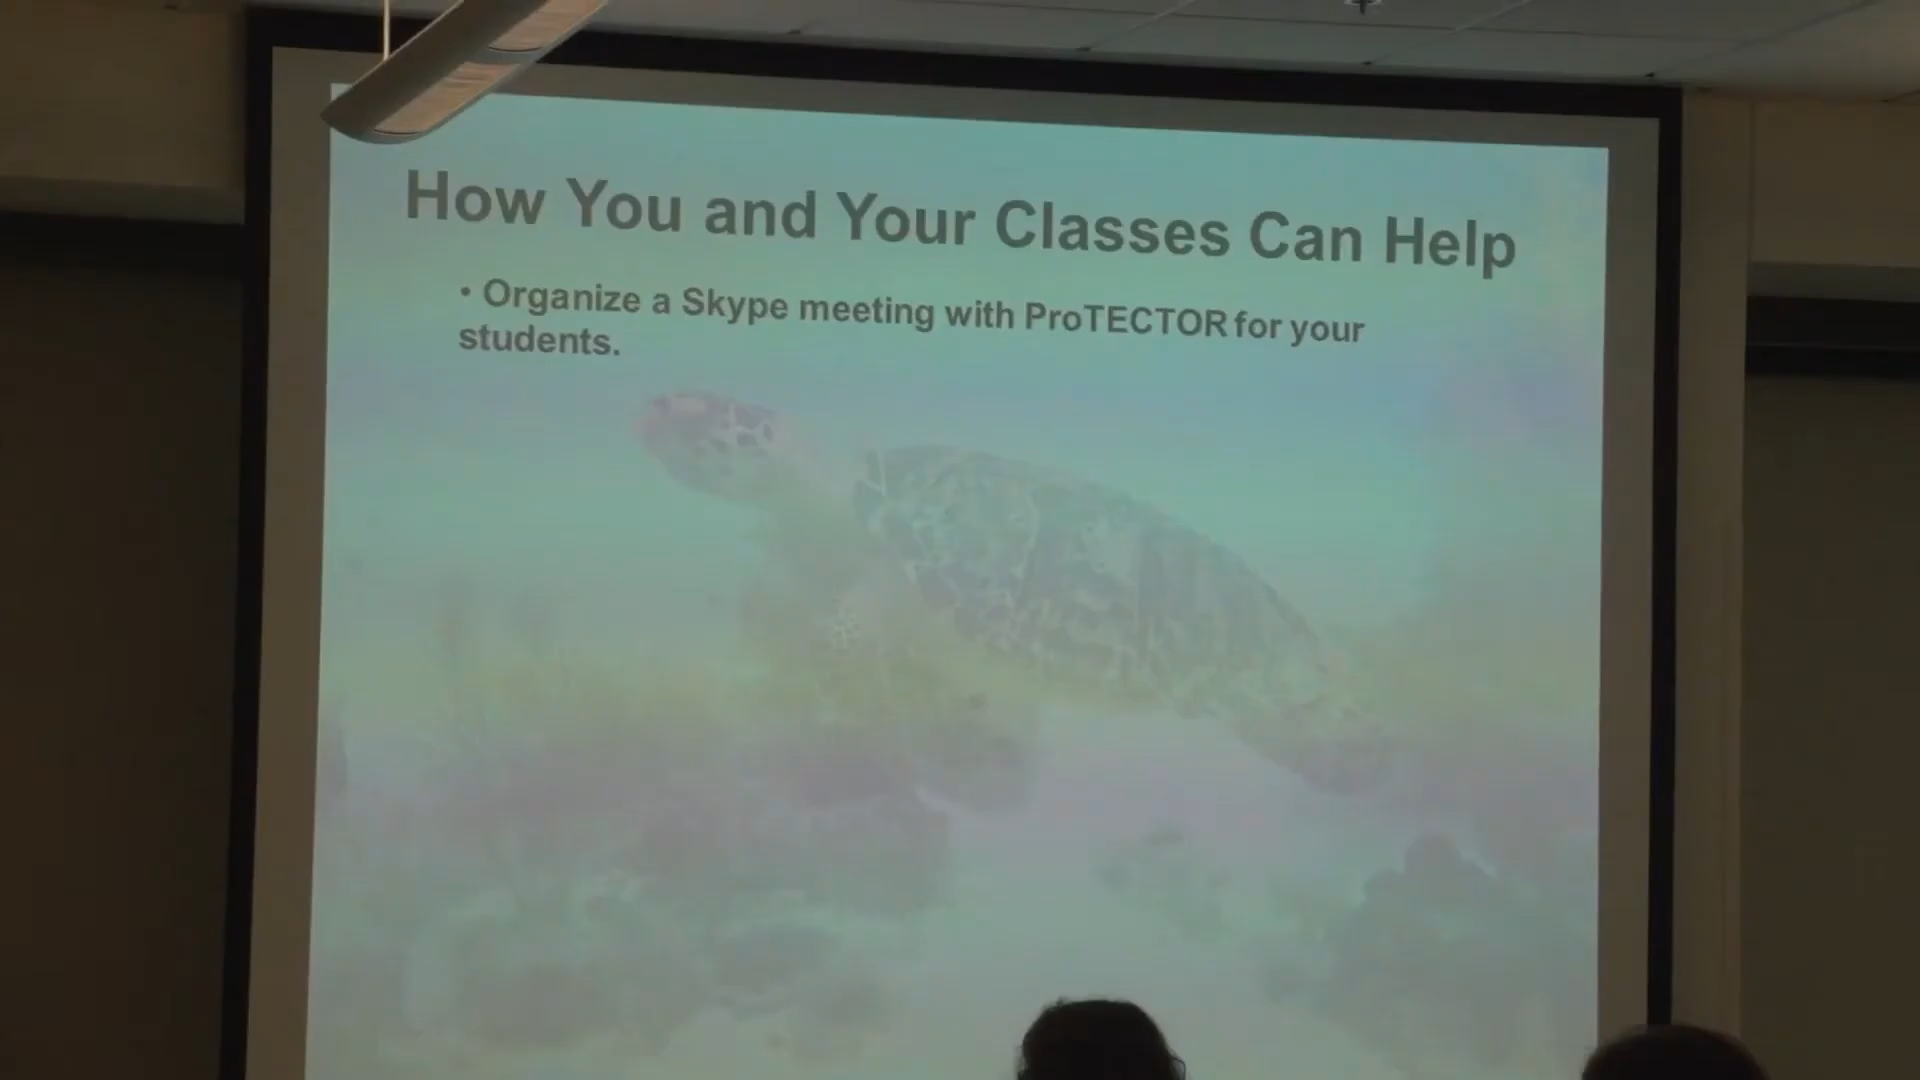 How You and Your Classes Can Help
• Organize a Skype meeting with ProTECTOR for your
students.